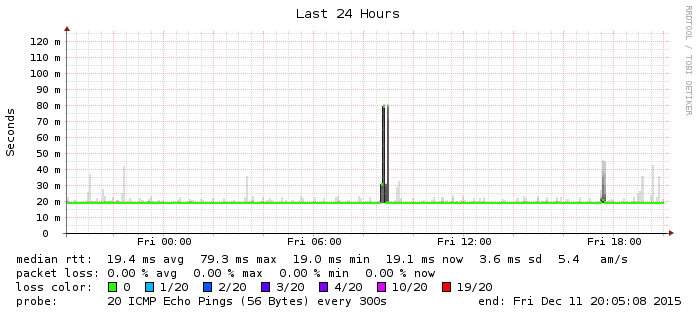 Last 24 Hours
RRDTOOL / TOBI OETIKER
Seconds
120 m
110 m
100 m
90 m
80 m
70 m
60 m
50 m
40 m
30 m
20 m
10 m
0
Fri 00:00 Fri 06:00 Fri 12:00 Fri 18:00
median rtt: 19.4 ms avg 79.3 ms max 19.0 ms min 19.1 ms now 3.6 ms sd 5.4 am/s
packet loss: 0.00 % avg 0.00 % max 0.00 % min 0.00 % now
loss color: 0 1/20 2/20 3/20 4/20 10/20 19/20
probe: 20 ICMP Echo Pings (56 Bytes) every 300s end: Fri Dec 11 20:05:08 2015